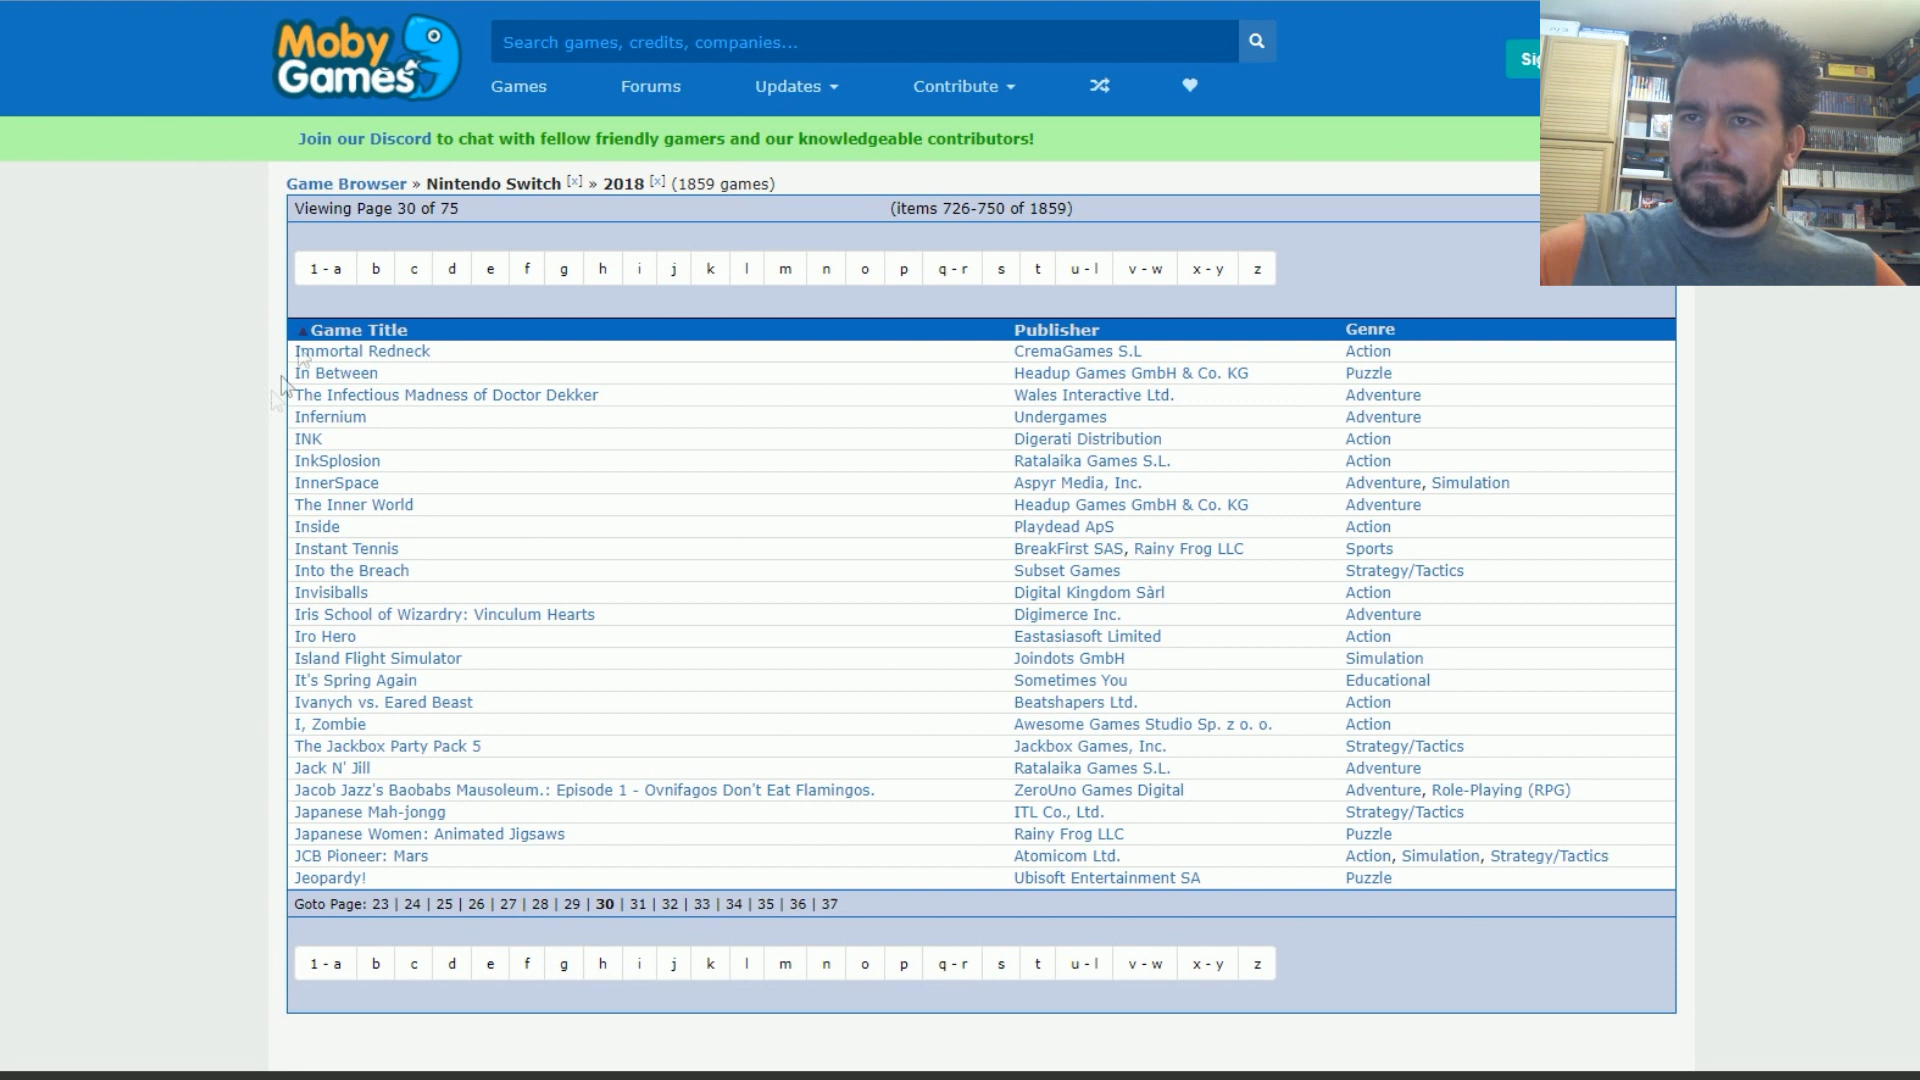 Moby Games
Search games, credits, companies...
Games Forums Updates Contribute
Join our Discord to chat with fellow friendly gamers and our knowledgeable contributors!
Game Browser » Nintendo Switch [x] » 2018 [x] (1859 games)
Viewing Page 30 of 75 (items 726-750 of 1859)
1 - a b c d e f g h i j k l m n o p q - r s t u - l v - w x - y z
Game Title Publisher Genre
Immortal Redneck CremaGames S.L Action
In Between Headup Games GmbH & Co. KG Puzzle
The Infectious Madness of Doctor Dekker Wales Interactive Ltd. Adventure
Infernium Undergames Adventure
INK Digerati Distribution Action
InkSplosion Ratalaika Games S.L. Action
InnerSpace Aspyr Media, Inc. Adventure, Simulation
The Inner World Headup Games GmbH & Co. KG Adventure
Inside Playdead ApS Action
Instant Tennis BreakFirst SAS, Rainy Frog LLC Sports
Into the Breach Subset Games Strategy/Tactics
Invisiballs Digital Kingdom Sàrl Action
Iris School of Wizardry: Vinculum Hearts Digimerce Inc. Adventure
Iro Hero Eastasiasoft Limited Action
Island Flight Simulator Joindots GmbH Simulation
It's Spring Again Sometimes You Educational
Ivanych vs. Eared Beast Beatshapers Ltd. Action
I, Zombie Awesome Games Studio Sp. z o. o. Action
The Jackbox Party Pack 5 Jackbox Games, Inc. Strategy/Tactics
Jack N' Jill Ratalaika Games S.L. Adventure
Jacob Jazz's Baobabs Mausoleum.: Episode 1 - Ovnifagos Don't Eat Flamingos. ZeroUno Games Digital Adventure, Role-Playing (RPG)
Japanese Mah-jongg ITL Co., Ltd. Strategy/Tactics
Japanese Women: Animated Jigsaws Rainy Frog LLC Puzzle
JCB Pioneer: Mars Atomicom Ltd. Action, Simulation, Strategy/Tactics
Jeopardy! Ubisoft Entertainment SA Puzzle
Goto Page: 23 | 24 | 25 | 26 | 27 | 28 | 29 | 30 | 31 | 32 | 33 | 34 | 35 | 36 | 37
1 - a b c d e f g h i j k l m n o p q - r s t u - l v - w x - y z